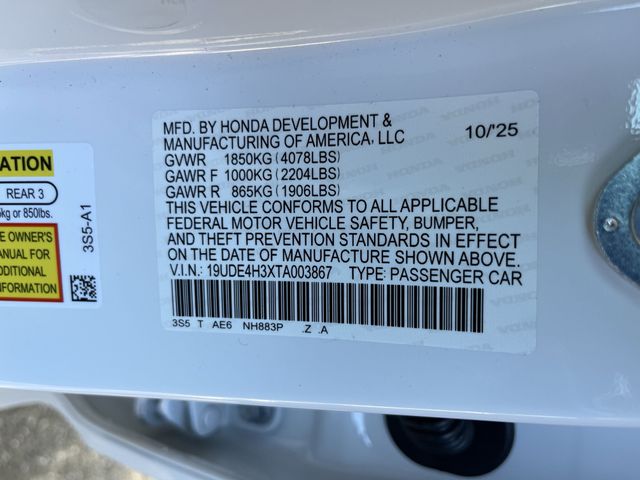 MFD. BY HONDA DEVELOPMENT &
MANUFACTURING OF AMERICA, LLC 10/'25
GVWR 1850KG (4078LBS)
GAWR F 1000KG (2204LBS)
GAWR R 865KG (1906LBS)
THIS VEHICLE CONFORMS TO ALL APPLICABLE
FEDERAL MOTOR VEHICLE SAFETY, BUMPER,
AND THEFT PREVENTION STANDARDS IN EFFECT
ON THE DATE OF MANUFACTURE SHOWN ABOVE.
V.I.N.: 19UDE4H3XTA003867 TYPE: PASSENGER CAR
3S5 T AE6 NH883P .Z .A
ATION
REAR 3
kg or 850lbs.
E OWNER'S
ANUAL FOR
ADDITIONAL
INFORMATION
3S5-A1